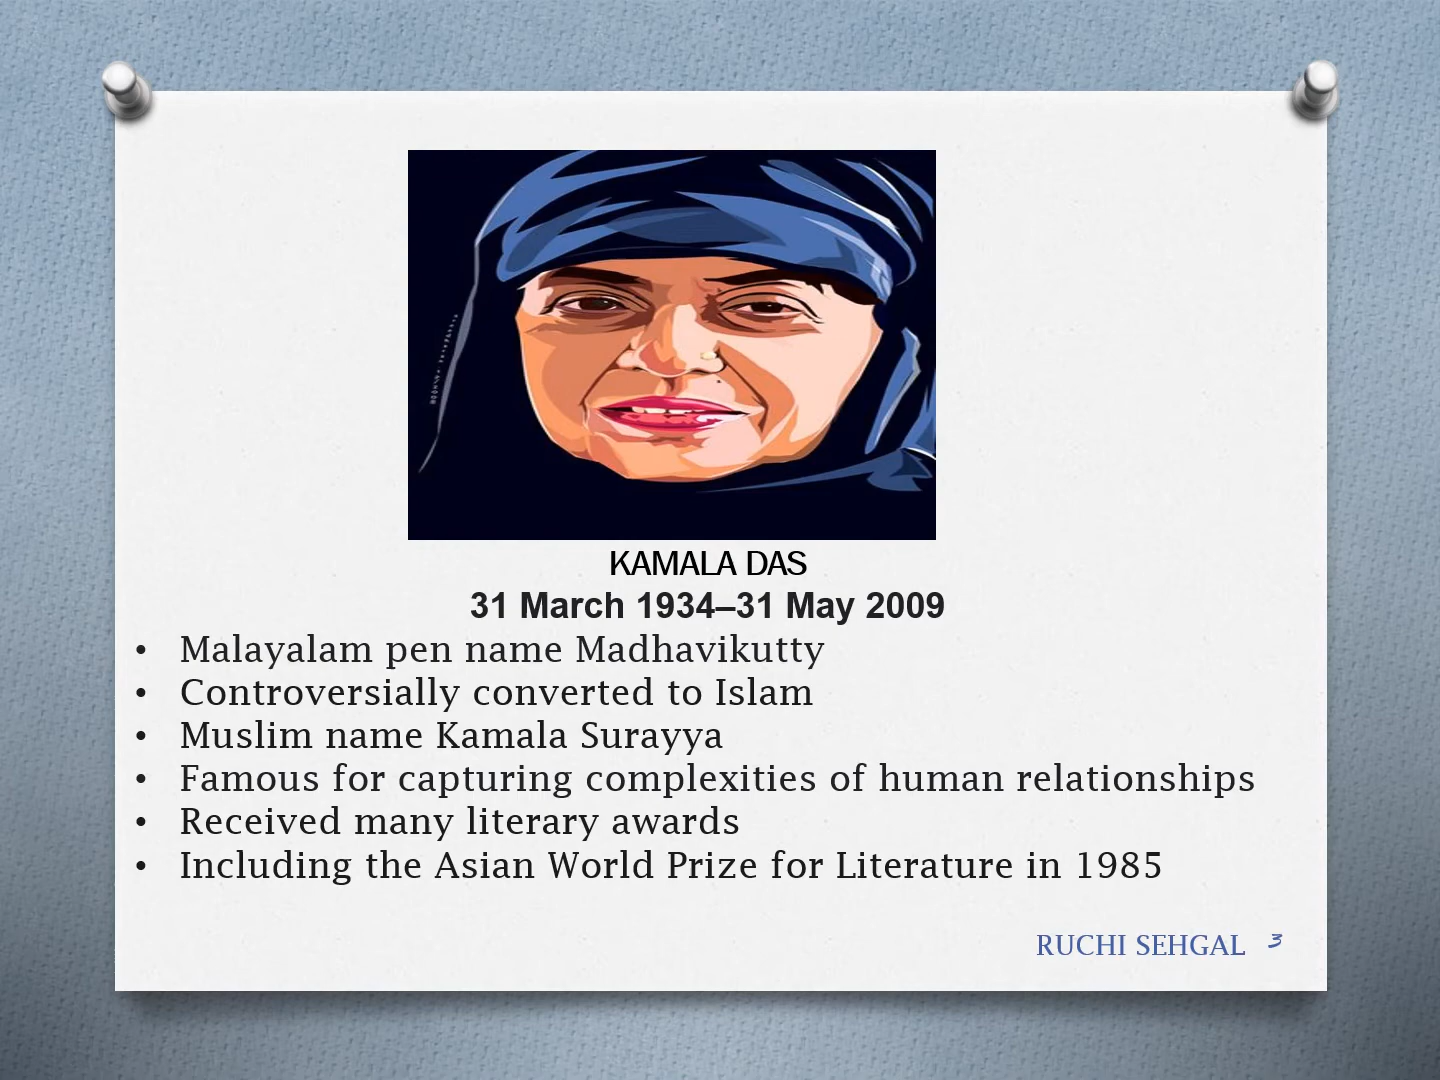 KAMALA DAS
31 March 1934–31 May 2009
• Malayalam pen name Madhavikutty
• Controversially converted to Islam
• Muslim name Kamala Surayya
• Famous for capturing complexities of human relationships
• Received many literary awards
• Including the Asian World Prize for Literature in 1985
RUCHI SEHGAL 3